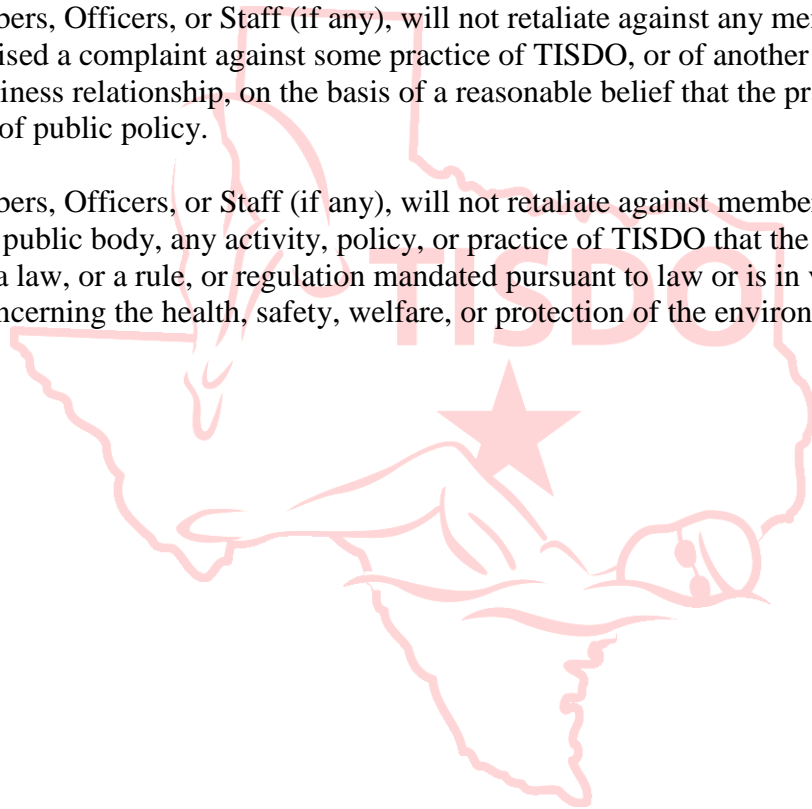 bers, Officers, or Staff (if any), will not retaliate against any mem
ised a complaint against some practice of TISDO, or of another
iness relationship, on the basis of a reasonable belief that the pr
of public policy.
bers, Officers, or Staff (if any), will not retaliate against member
public body, any activity, policy, or practice of TISDO that the
a law, or a rule, or regulation mandated pursuant to law or is in v
ncerning the health, safety, welfare, or protection of the environ
TISDO